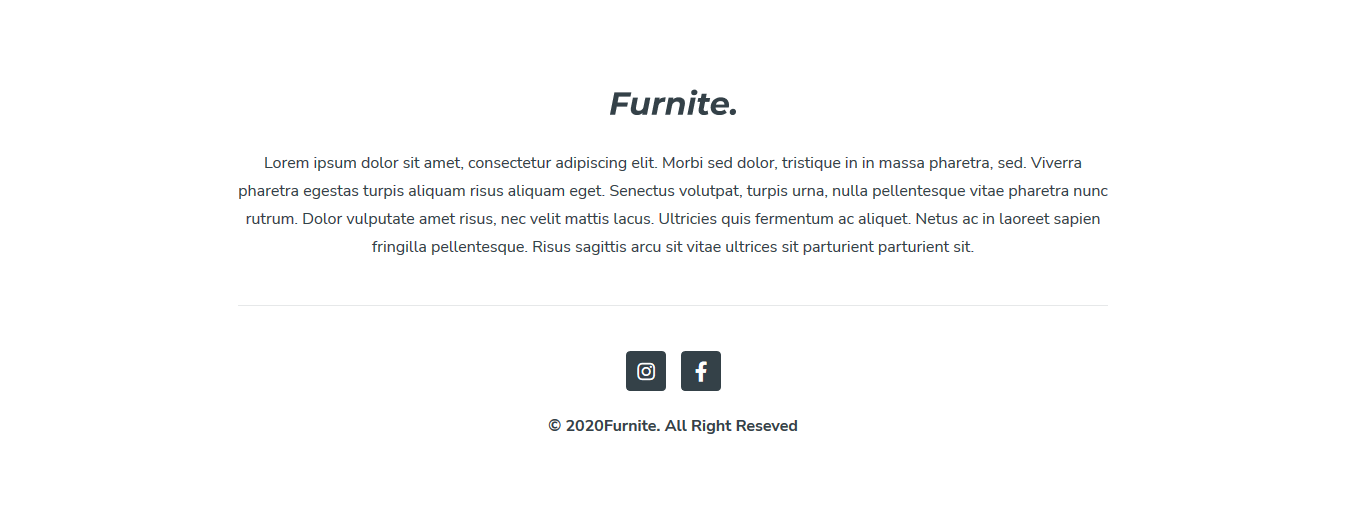 Furnite.
Lorem ipsum dolor sit amet, consectetur adipiscing elit. Morbi sed dolor, tristique in in massa pharetra, sed. Viverra
pharetra egestas turpis aliquam risus aliquam eget. Senectus volutpat, turpis urna, nulla pellentesque vitae pharetra nunc
rutrum. Dolor vulputate amet risus, nec velit mattis lacus. Ultricies quis fermentum ac aliquet. Netus ac in laoreet sapien
fringilla pellentesque. Risus sagittis arcu sit vitae ultrices sit parturient parturient sit.
© 2020Furnite. All Right Reseved